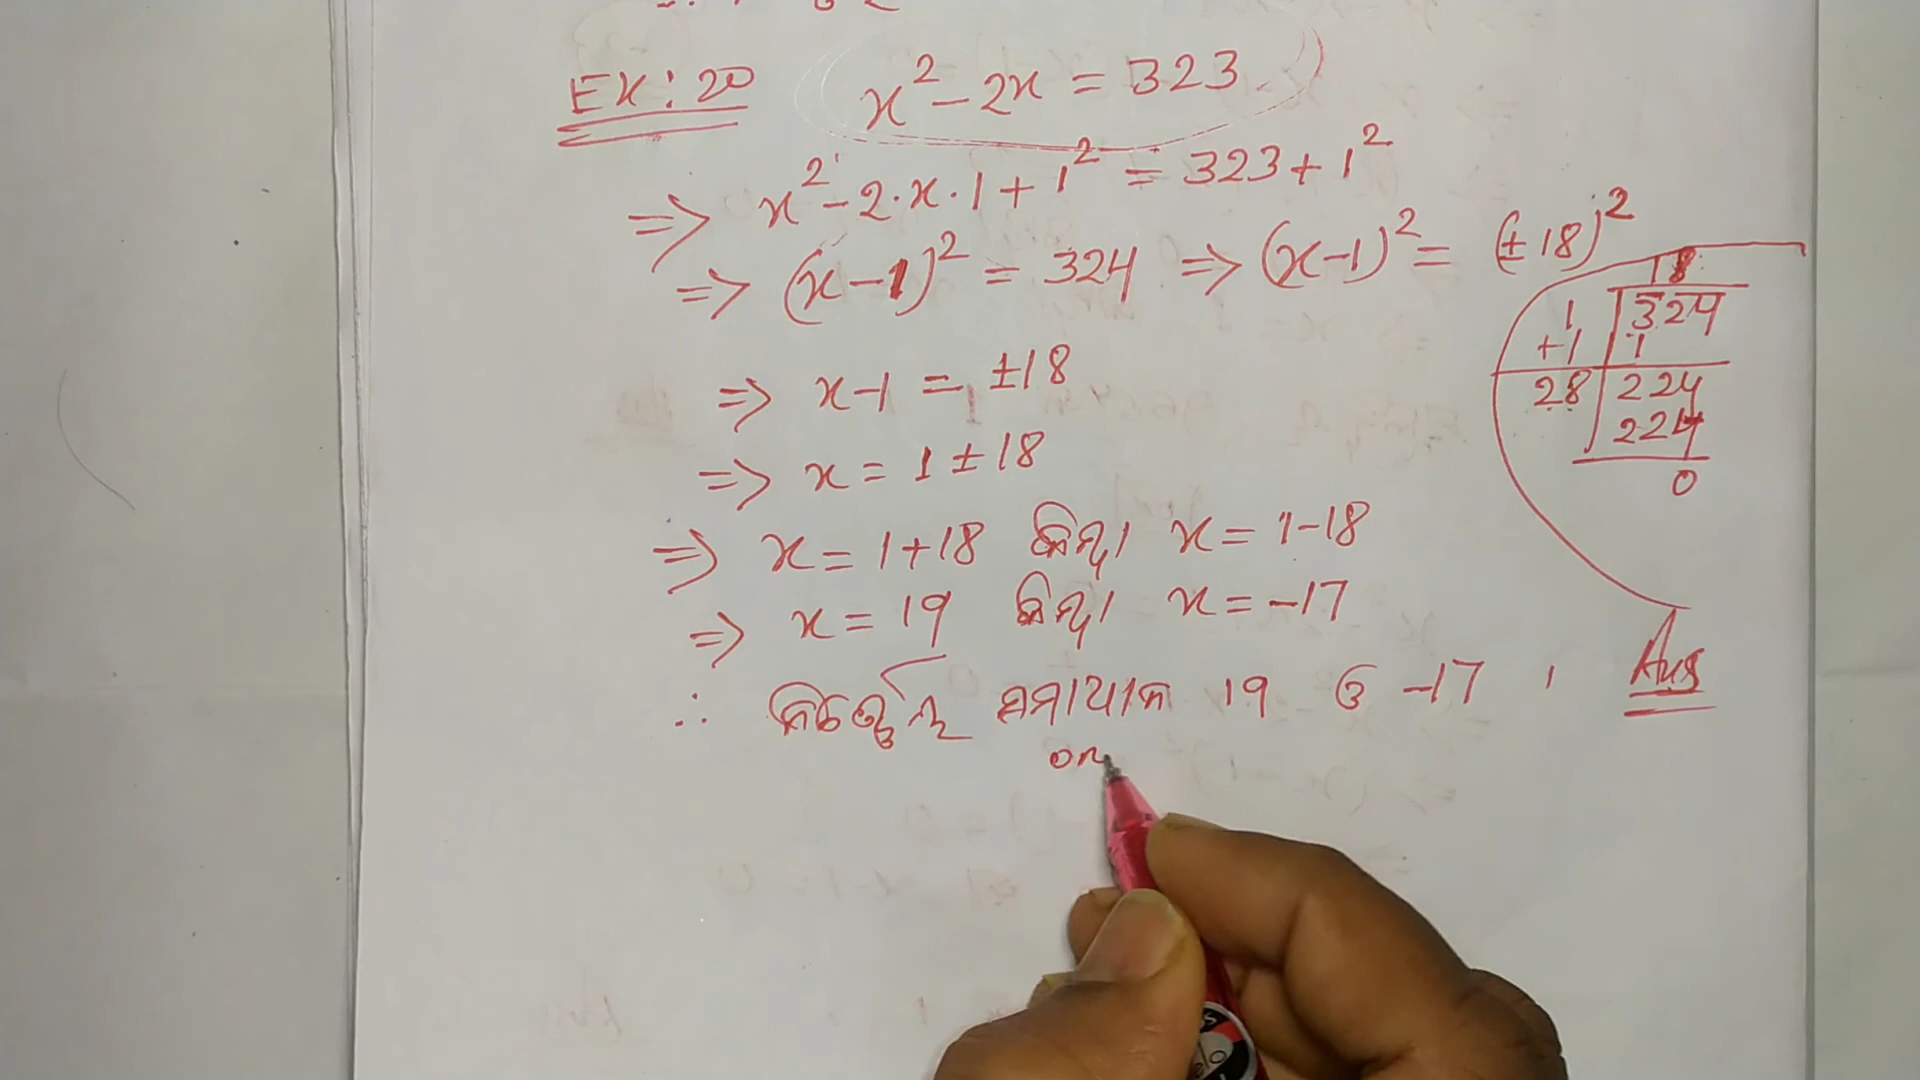 EX: 20 x² - 2x = 323
⇒ x² - 2·x·1 + 1² = 323 + 1²
⇒ (x-1)² = 324 ⇒ (x-1)² = (±18)²
⇒ x-1 = ±18
⇒ x = 1 ± 18
⇒ x = 1+18 କିମ୍ବା x = 1-18
⇒ x = 19 କିମ୍ବା x = -17
∴ ନିର୍ଣ୍ଣେୟ ସମାଧାନ 19 ଓ -17 । Ans
or
18
1 324
+1 1
28 224
224
0